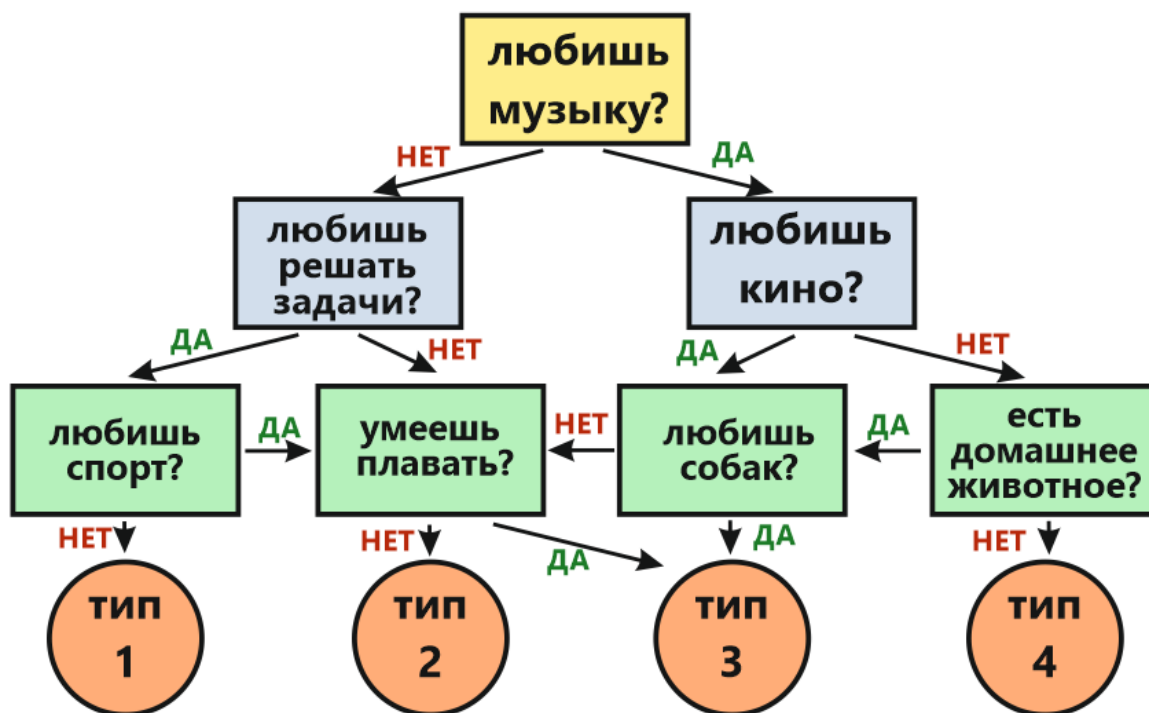 любишь
музыку?
НЕТ
ДА
любишь
решать
задачи?
любишь
кино?
ДА
НЕТ
ДА
НЕТ
любишь
спорт?
ДА
умеешь
плавать?
НЕТ
любишь
собак?
ДА
есть
домашнее
животное?
НЕТ
НЕТ
ДА
ДА
НЕТ
тип
1
тип
2
тип
3
тип
4